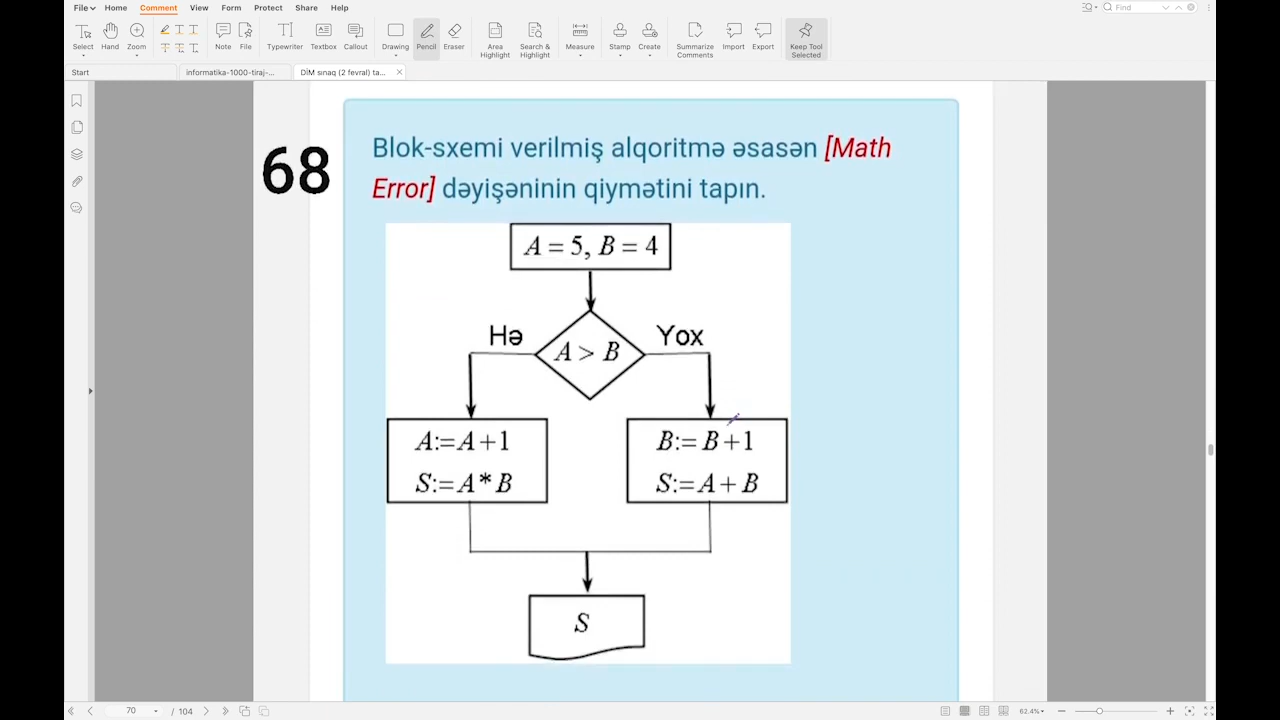 File Home Comment View Form Protect Share Help Find
Select Hand Zoom Note File Typewriter Textbox Callout Drawing Pencil Eraser Area Highlight Search & Highlight Measure Stamp Create Summarize Comments Import Export Keep Tool Selected
Start informatika-1000-tiraj-... DİM sınaq (2 fevral) ta...
68
Blok-sxemi verilmiş alqoritmə əsasən [Math
Error] dəyişəninin qiymətini tapın.
A = 5, B = 4
Hə A > B Yox
A:=A+1 B:= B+1
S:=A*B S:=A+B
S
70 / 104 62.4%